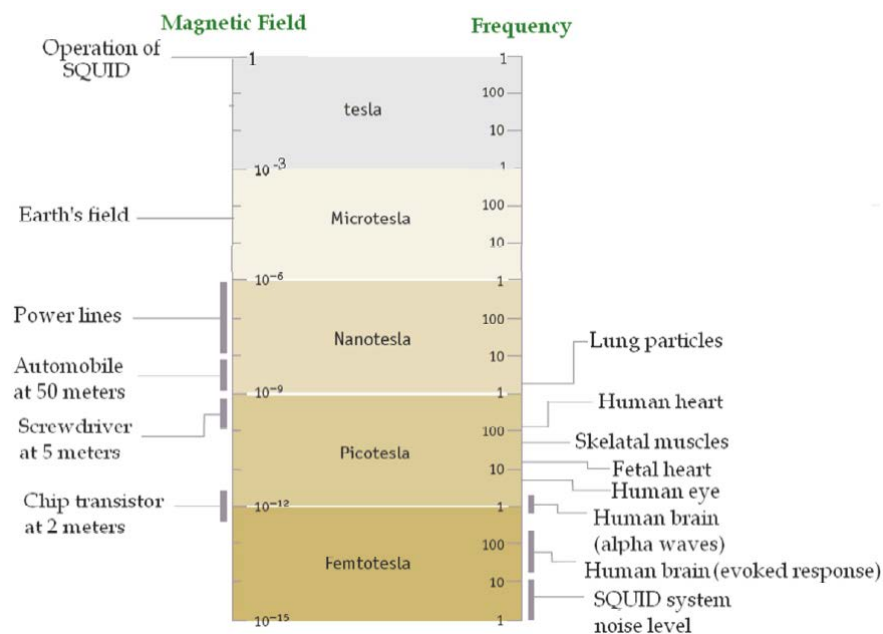 Magnetic Field
Frequency
Operation of
SQUID
1
1
tesla
100
10
10⁻³
1
Earth's field
Microtesla
100
10
10⁻⁶
1
Power lines
Nanotesla
100
Lung particles
Automobile
at 50 meters
10
10⁻⁹
1
Human heart
Screwdriver
at 5 meters
Picotesla
100
Skelatal muscles
10
Fetal heart
Human eye
Chip transistor
at 2 meters
10⁻¹²
1
Human brain
(alpha waves)
Femtotesla
100
Human brain (evoked response)
10
SQUID system
noise level
10⁻¹⁵
1